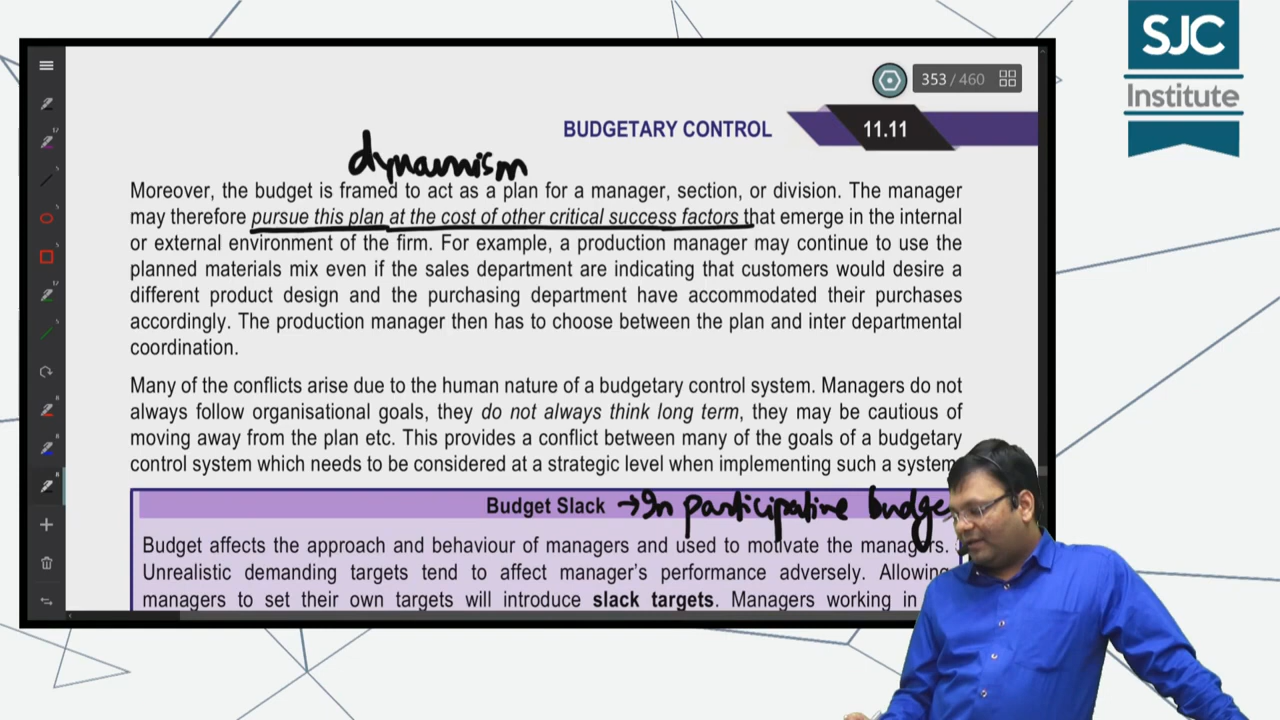 SJC
Institute
353 / 460
BUDGETARY CONTROL 11.11
dynamism
Moreover, the budget is framed to act as a plan for a manager, section, or division. The manager
may therefore pursue this plan at the cost of other critical success factors that emerge in the internal
or external environment of the firm. For example, a production manager may continue to use the
planned materials mix even if the sales department are indicating that customers would desire a
different product design and the purchasing department have accommodated their purchases
accordingly. The production manager then has to choose between the plan and inter departmental
coordination.
Many of the conflicts arise due to the human nature of a budgetary control system. Managers do not
always follow organisational goals, they do not always think long term, they may be cautious of
moving away from the plan etc. This provides a conflict between many of the goals of a budgetary
control system which needs to be considered at a strategic level when implementing such a system
Budget Slack → In participative budge
Budget affects the approach and behaviour of managers and used to motivate the managers.
Unrealistic demanding targets tend to affect manager's performance adversely. Allowing
managers to set their own targets will introduce slack targets. Managers working in